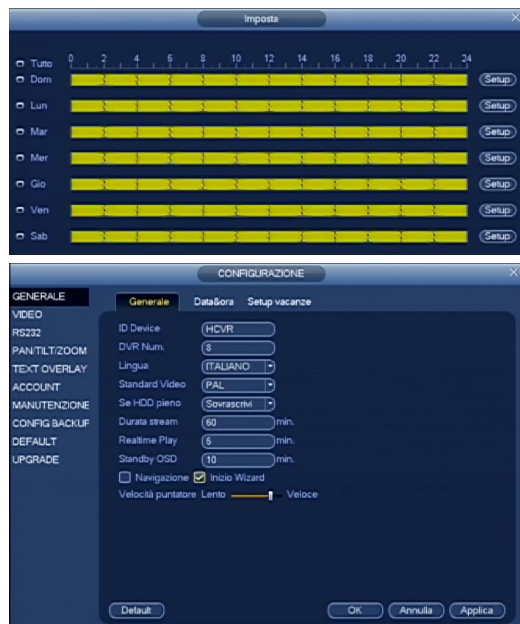 Imposta
0 2 4 6 8 10 12 14 16 18 20 22 24
Tutto
Dom Setup
Lun Setup
Mar Setup
Mer Setup
Gio Setup
Ven Setup
Sab Setup
CONFIGURAZIONE
GENERALE
VIDEO
RS232
PAN/TILT/ZOOM
TEXT OVERLAY
ACCOUNT
MANUTENZIONE
CONFIG BACKUP
DEFAULT
UPGRADE
Generale Data&ora Setup vacanze
ID Device HCVR
DVR Num. 8
Lingua ITALIANO
Standard Video PAL
Se HDD pieno Sovrascrivi
Durata stream 60 min.
Realtime Play 5 min.
Standby OSD 10 min.
Navigazione Inizio Wizard
Velocità puntatore Lento Veloce
Default OK Annulla Applica